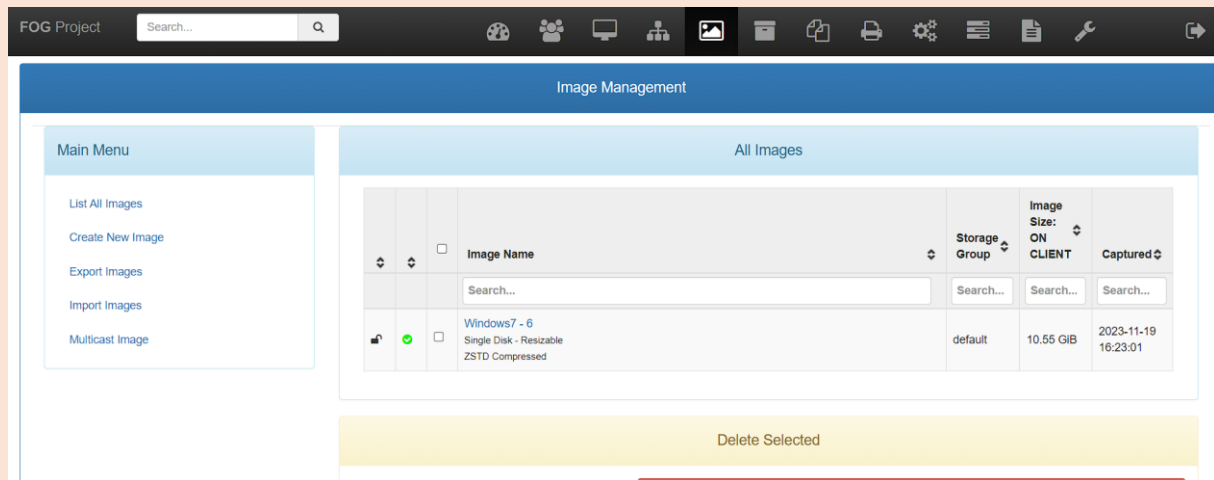 FOG Project Search...
Image Management
Main Menu
List All Images
Create New Image
Export Images
Import Images
Multicast Image
All Images
Image Name
Storage
Group
Image
Size:
ON
CLIENT
Captured
Search... Search... Search... Search...
Windows7 - 6
Single Disk - Resizable
ZSTD Compressed
default
10.55 GiB
2023-11-19
16:23:01
Delete Selected